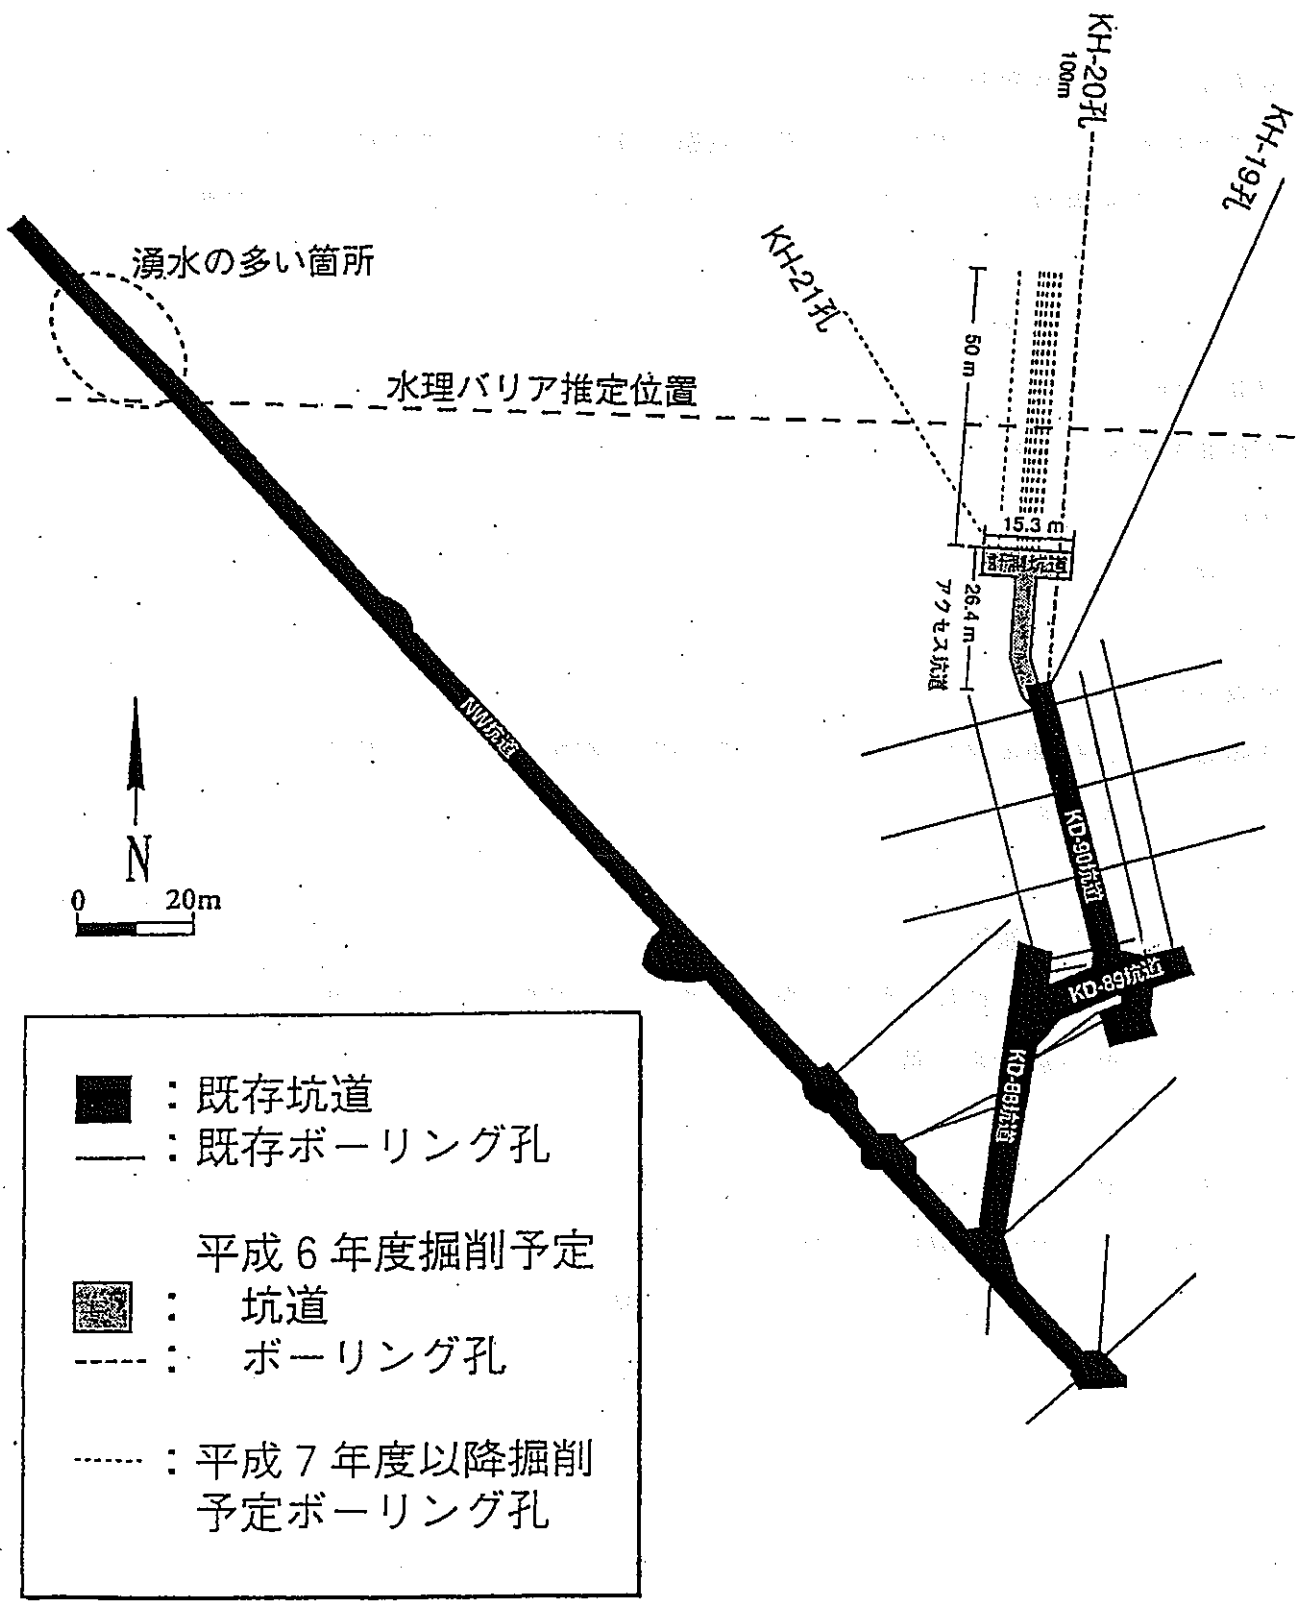 KH-20孔
100m
KH-19孔
湧水の多い箇所
KH-21孔
50 m
水理バリア推定位置
15.3 m
試験坑道
26.4 m
アクセス坑道
NW坑道
N
0 20m
KD-90坑道
KD-89坑道
KD-88坑道
: 既存坑道
: 既存ボーリング孔
平成6年度掘削予定
: 坑道
: ボーリング孔
: 平成7年度以降掘削
予定ボーリング孔